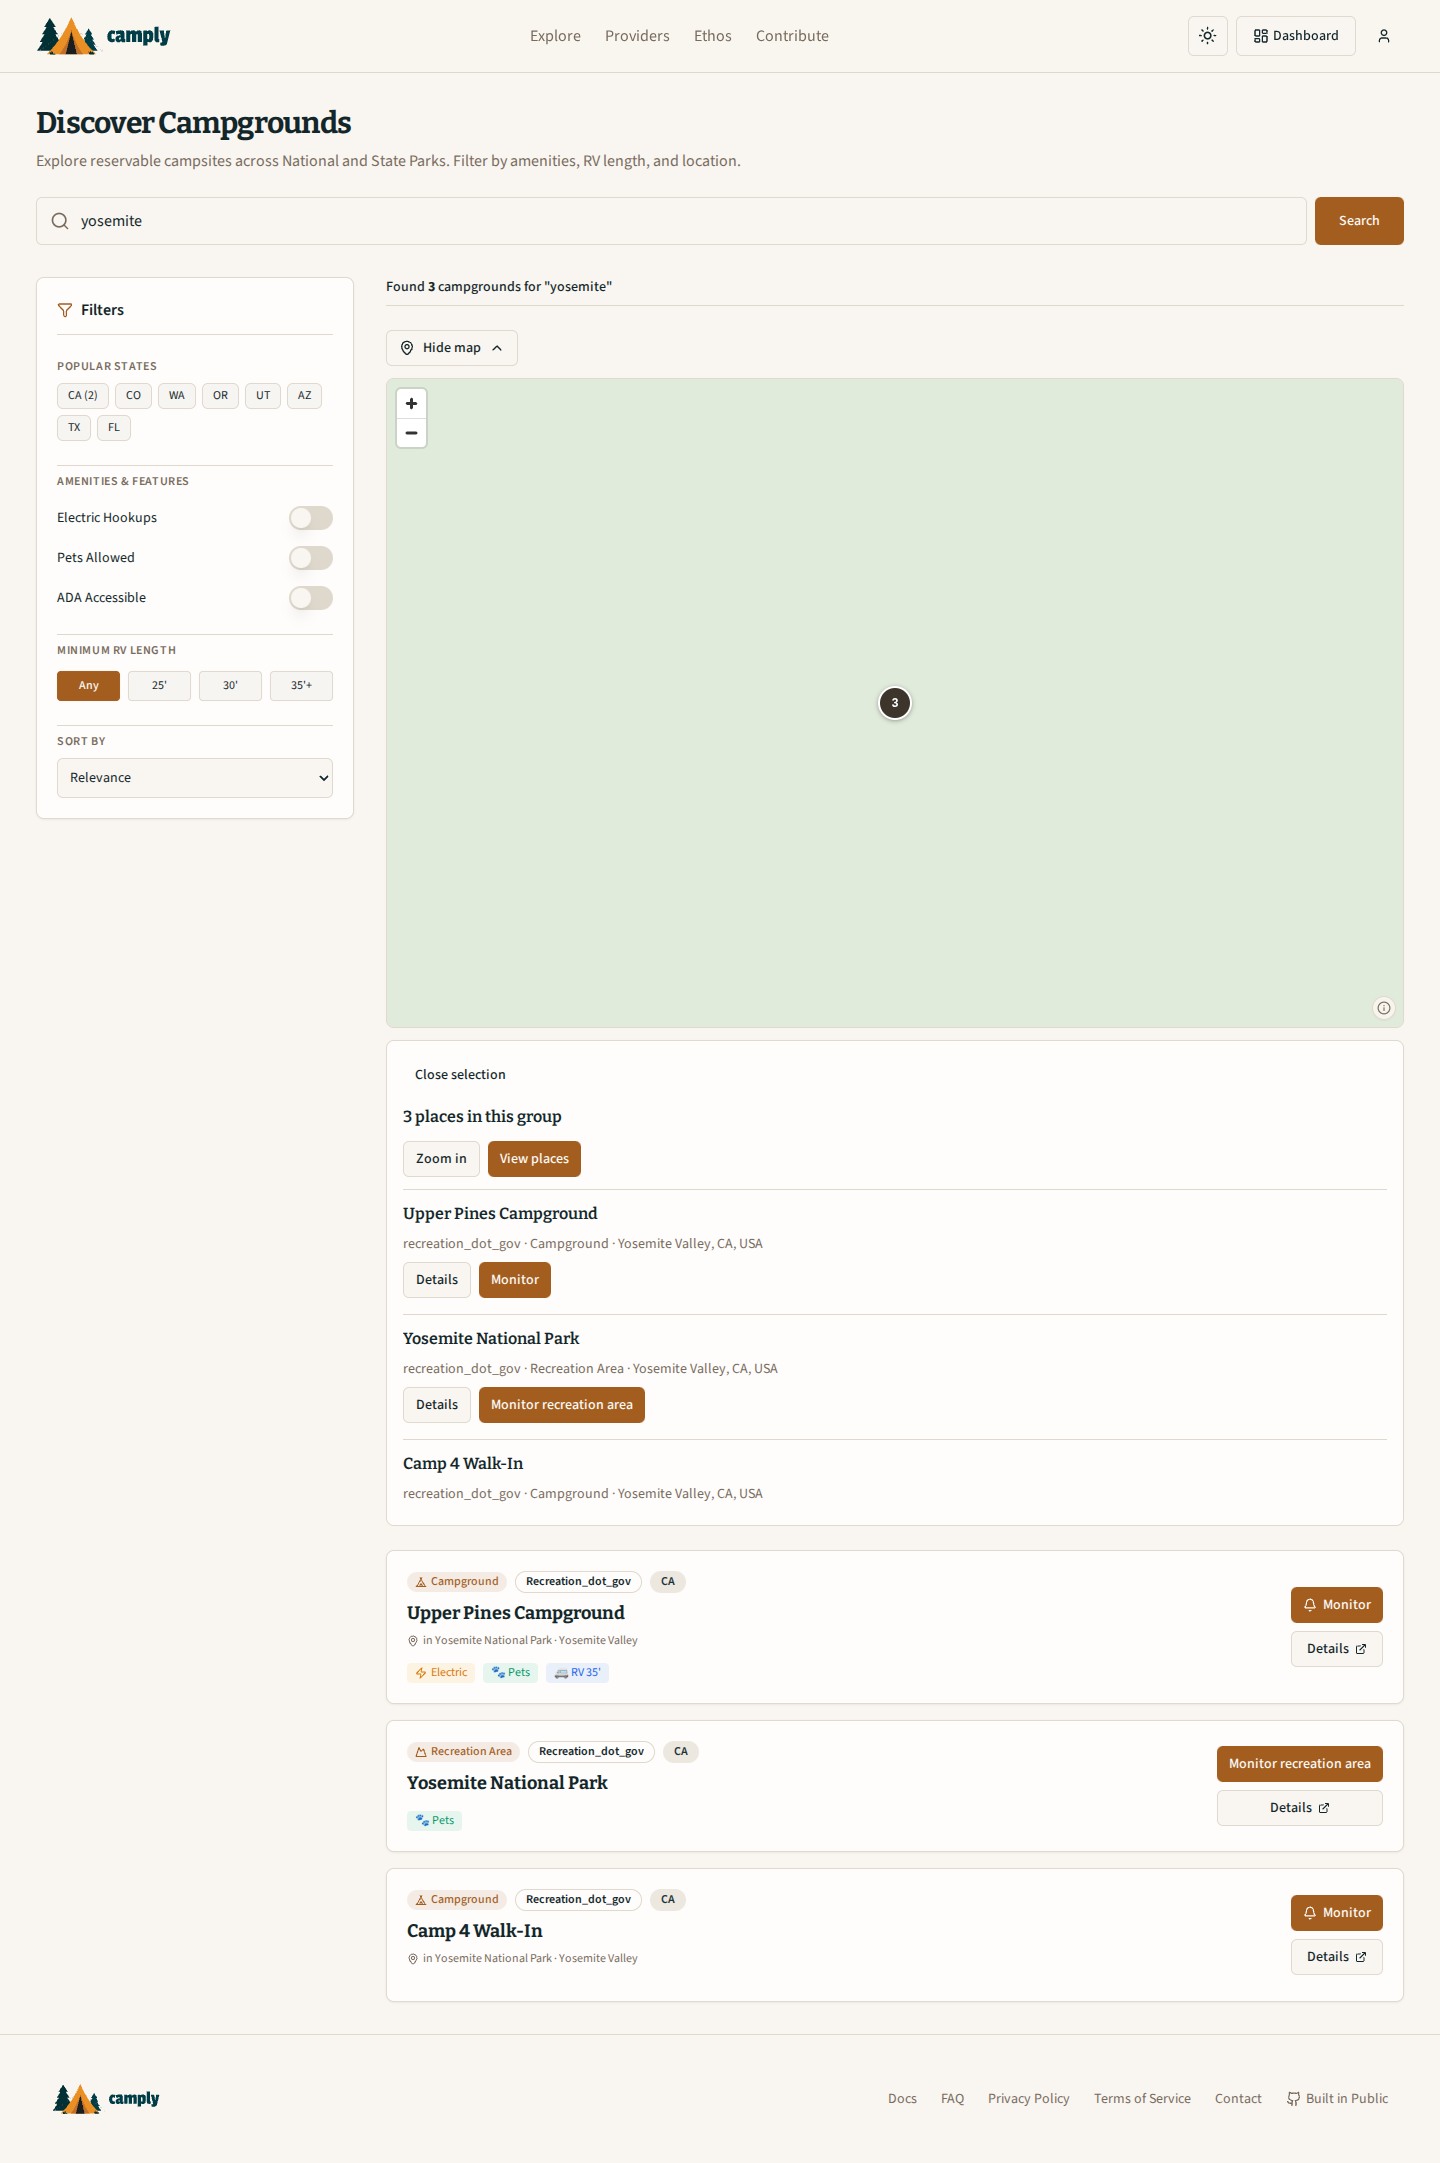 camply
Explore Providers Ethos Contribute
Dashboard
Discover Campgrounds
Explore reservable campsites across National and State Parks. Filter by amenities, RV length, and location.
yosemite
Search
Filters
POPULAR STATES
CA (2) CO WA OR UT AZ
TX FL
AMENITIES & FEATURES
Electric Hookups
Pets Allowed
ADA Accessible
MINIMUM RV LENGTH
Any 25' 30' 35'+
SORT BY
Relevance
Found 3 campgrounds for "yosemite"
Hide map
3
Close selection
3 places in this group
Zoom in View places
Upper Pines Campground
recreation_dot_gov · Campground · Yosemite Valley, CA, USA
Details Monitor
Yosemite National Park
recreation_dot_gov · Recreation Area · Yosemite Valley, CA, USA
Details Monitor recreation area
Camp 4 Walk-In
recreation_dot_gov · Campground · Yosemite Valley, CA, USA
Campground Recreation_dot_gov CA
Upper Pines Campground
in Yosemite National Park · Yosemite Valley
Electric Pets RV 35'
Monitor
Details
Recreation Area Recreation_dot_gov CA
Yosemite National Park
Pets
Monitor recreation area
Details
Campground Recreation_dot_gov CA
Camp 4 Walk-In
in Yosemite National Park · Yosemite Valley
Monitor
Details
camply
Docs FAQ Privacy Policy Terms of Service Contact Built in Public